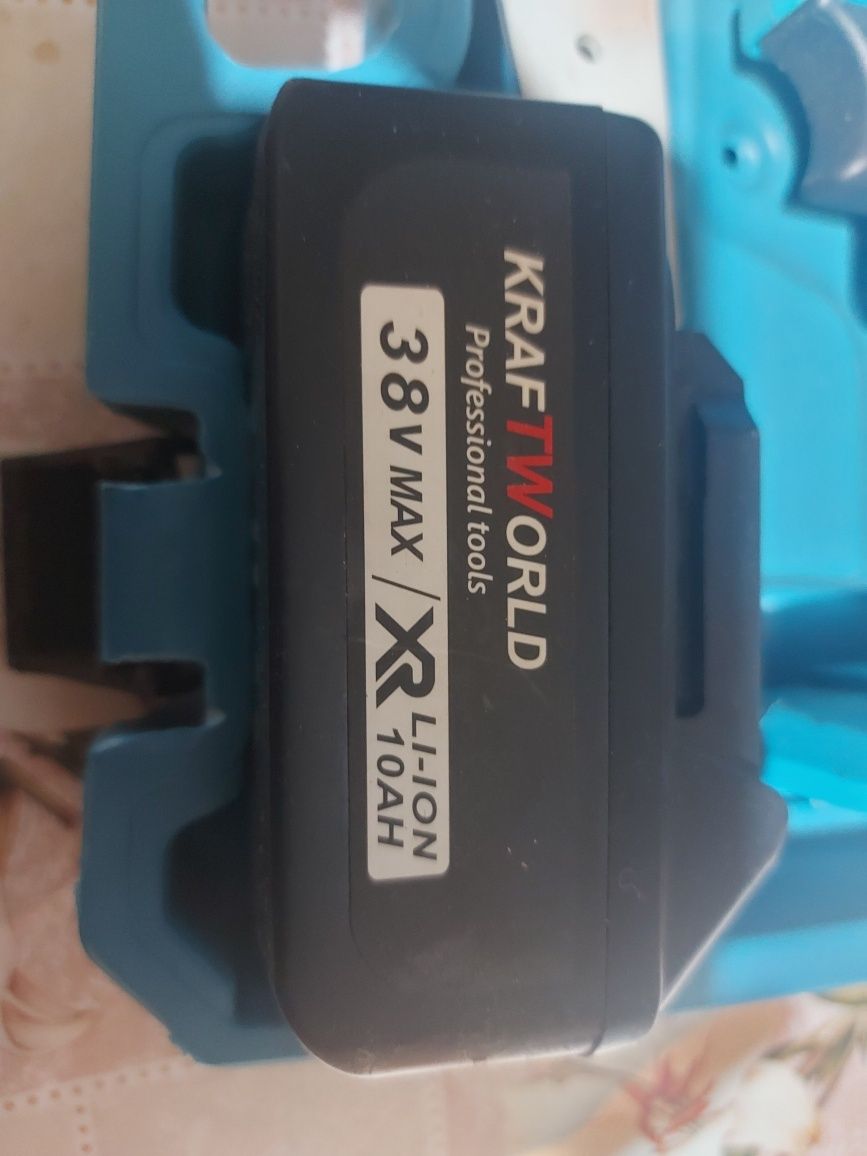 KRAFTWORLD
Professional tools
38V MAX / XR LI-ION
10AH